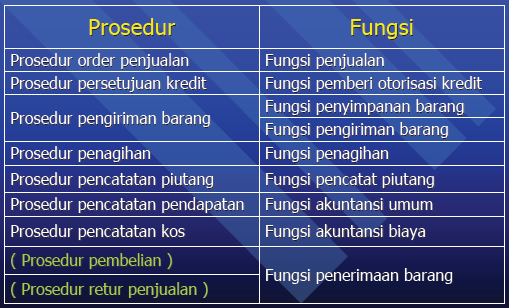 Prosedur Fungsi
Prosedur order penjualan Fungsi penjualan
Prosedur persetujuan kredit Fungsi pemberi otorisasi kredit
Prosedur pengiriman barang Fungsi penyimpanan barang
Fungsi pengiriman barang
Prosedur penagihan Fungsi penagihan
Prosedur pencatatan piutang Fungsi pencatat piutang
Prosedur pencatatan pendapatan Fungsi akuntansi umum
Prosedur pencatatan kos Fungsi akuntansi biaya
( Prosedur pembelian ) Fungsi penerimaan barang
( Prosedur retur penjualan )